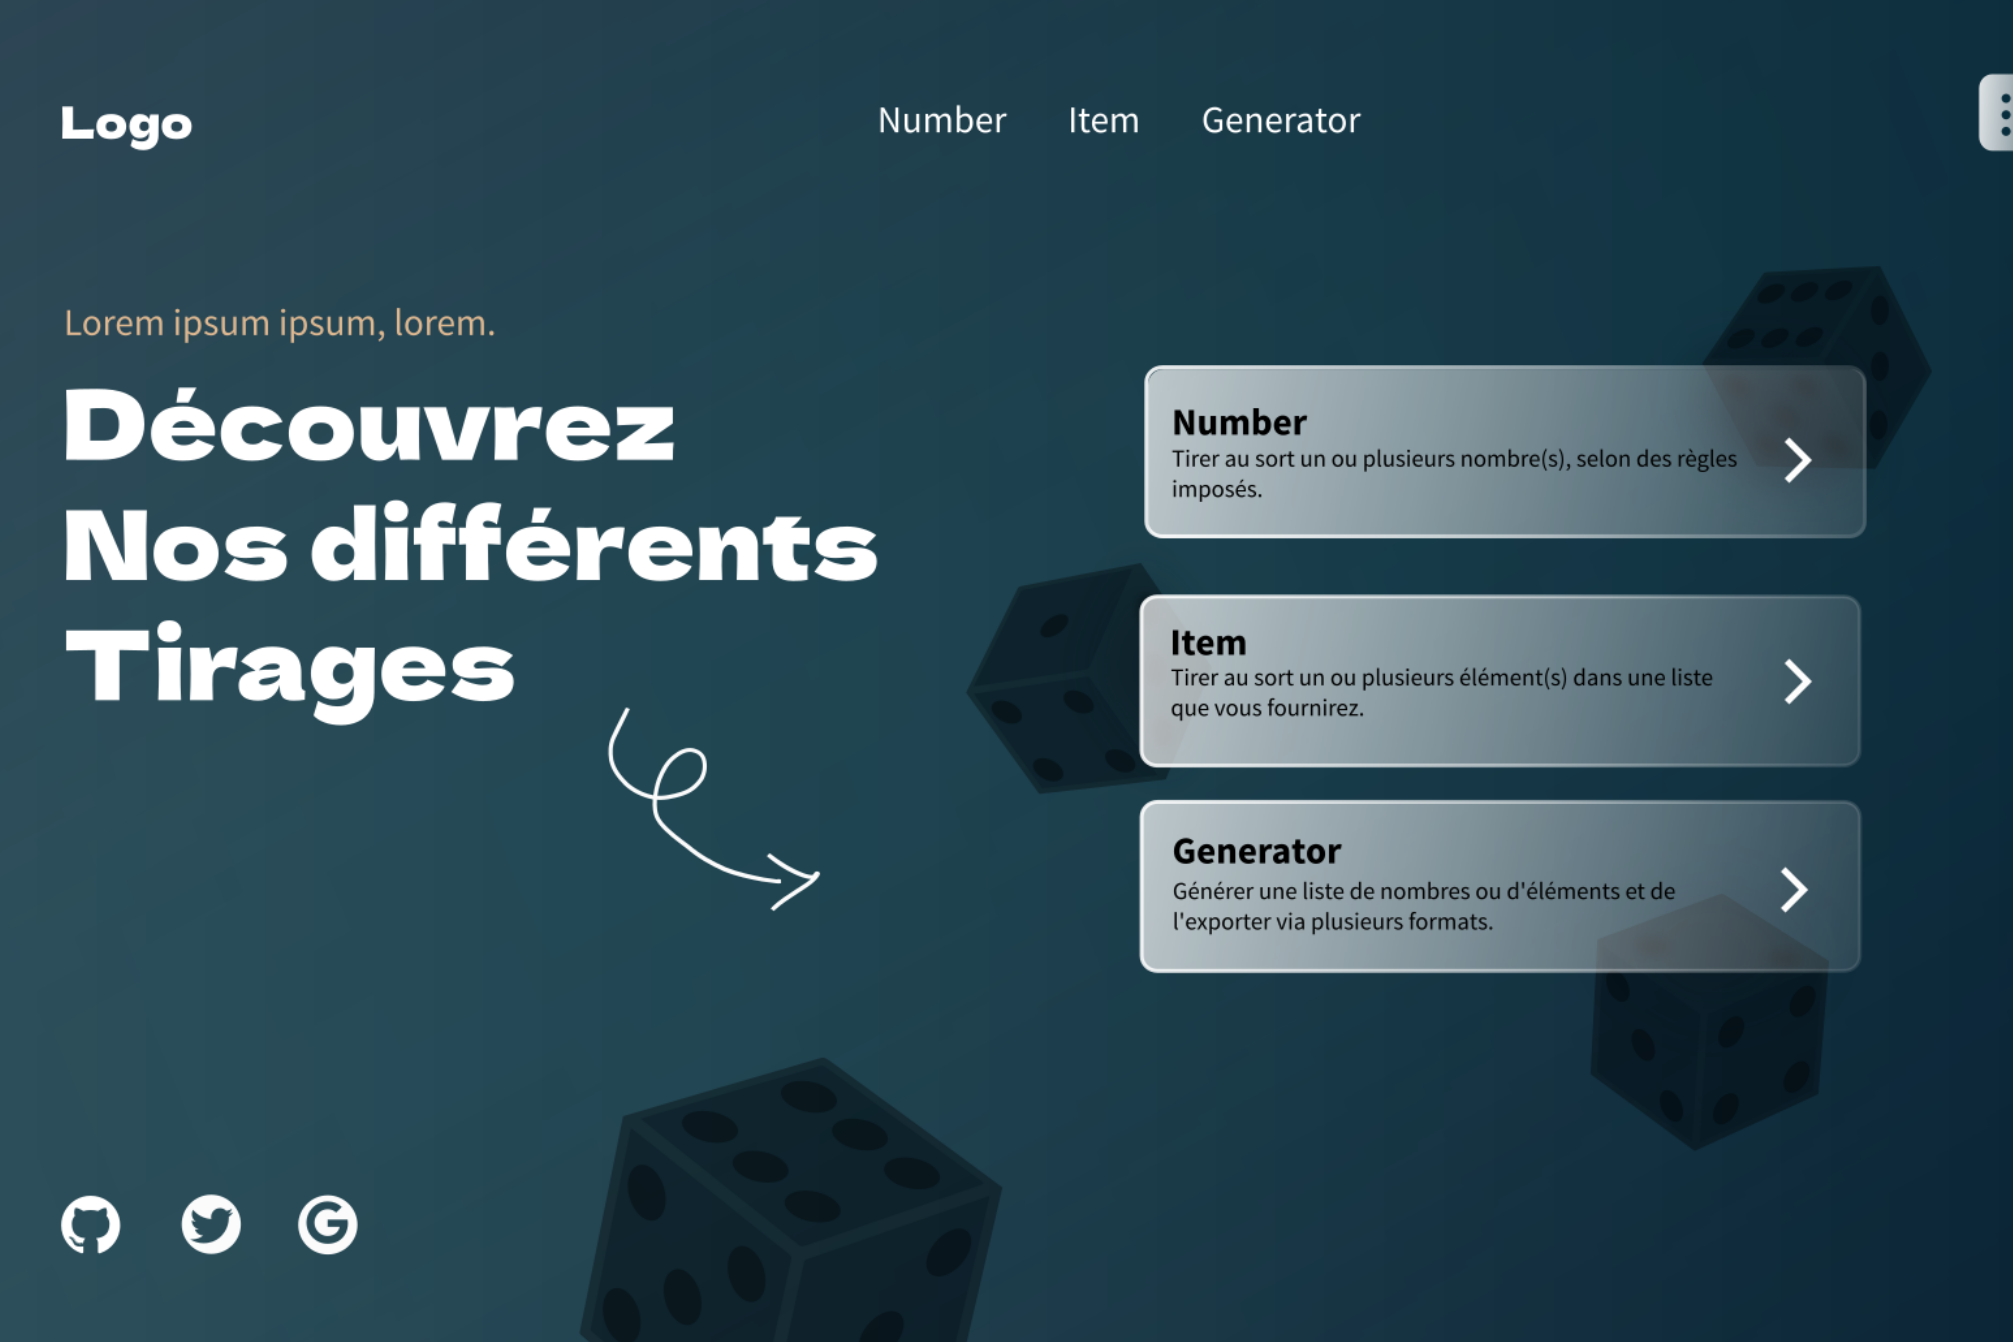 Logo
Number Item Generator
Lorem ipsum ipsum, lorem.
Découvrez
Nos différents
Tirages
Number
Tirer au sort un ou plusieurs nombre(s), selon des règles
imposés.
Item
Tirer au sort un ou plusieurs élément(s) dans une liste
que vous fournirez.
Generator
Générer une liste de nombres ou d'éléments et de
l'exporter via plusieurs formats.